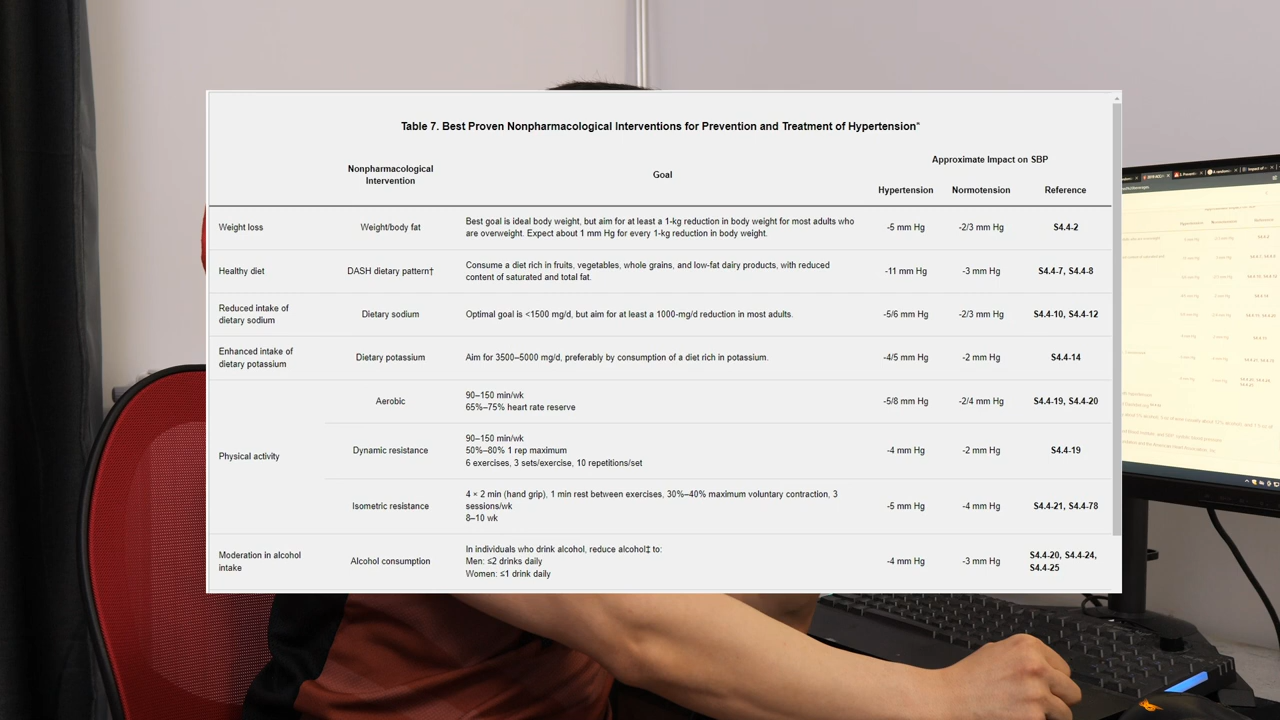 Table 7. Best Proven Nonpharmacological Interventions for Prevention and Treatment of Hypertension*
Nonpharmacological
Intervention
Goal
Approximate Impact on SBP
Hypertension
Normotension
Reference
Weight loss
Weight/body fat
Best goal is ideal body weight, but aim for at least a 1-kg reduction in body weight for most adults who
are overweight. Expect about 1 mm Hg for every 1-kg reduction in body weight.
-5 mm Hg
-2/3 mm Hg
S4.4-2
Healthy diet
DASH dietary pattern†
Consume a diet rich in fruits, vegetables, whole grains, and low-fat dairy products, with reduced
content of saturated and total fat.
-11 mm Hg
-3 mm Hg
S4.4-7, S4.4-8
Reduced intake of
dietary sodium
Dietary sodium
Optimal goal is <1500 mg/d, but aim for at least a 1000-mg/d reduction in most adults.
-5/6 mm Hg
-2/3 mm Hg
S4.4-10, S4.4-12
Enhanced intake of
dietary potassium
Dietary potassium
Aim for 3500–5000 mg/d, preferably by consumption of a diet rich in potassium.
-4/5 mm Hg
-2 mm Hg
S4.4-14
Physical activity
Aerobic
90–150 min/wk
65%–75% heart rate reserve
-5/8 mm Hg
-2/4 mm Hg
S4.4-19, S4.4-20
Dynamic resistance
90–150 min/wk
50%–80% 1 rep maximum
6 exercises, 3 sets/exercise, 10 repetitions/set
-4 mm Hg
-2 mm Hg
S4.4-19
Isometric resistance
4 × 2 min (hand grip), 1 min rest between exercises, 30%–40% maximum voluntary contraction, 3
sessions/wk
8–10 wk
-5 mm Hg
-4 mm Hg
S4.4-21, S4.4-78
Moderation in alcohol
intake
Alcohol consumption
In individuals who drink alcohol, reduce alcohol‡ to:
Men: ≤2 drinks daily
Women: ≤1 drink daily
-4 mm Hg
-3 mm Hg
S4.4-20, S4.4-24,
S4.4-25